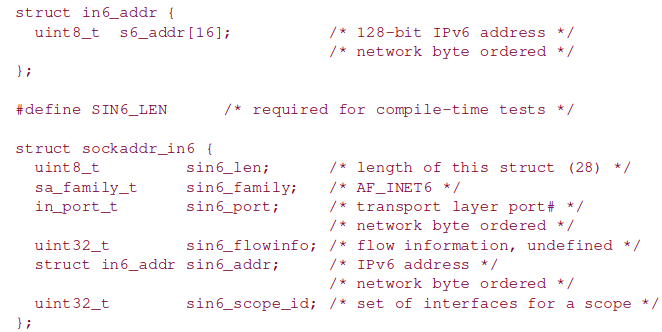 struct in6_addr {
  uint8_t  s6_addr[16];          /* 128-bit IPv6 address */
                                 /* network byte ordered */
};

#define SIN6_LEN      /* required for compile-time tests */

struct sockaddr_in6 {
  uint8_t         sin6_len;      /* length of this struct (28) */
  sa_family_t     sin6_family;   /* AF_INET6 */
  in_port_t       sin6_port;     /* transport layer port# */
                                 /* network byte ordered */
  uint32_t        sin6_flowinfo; /* flow information, undefined */
  struct in6_addr sin6_addr;     /* IPv6 address */
                                 /* network byte ordered */
  uint32_t        sin6_scope_id; /* set of interfaces for a scope */
};